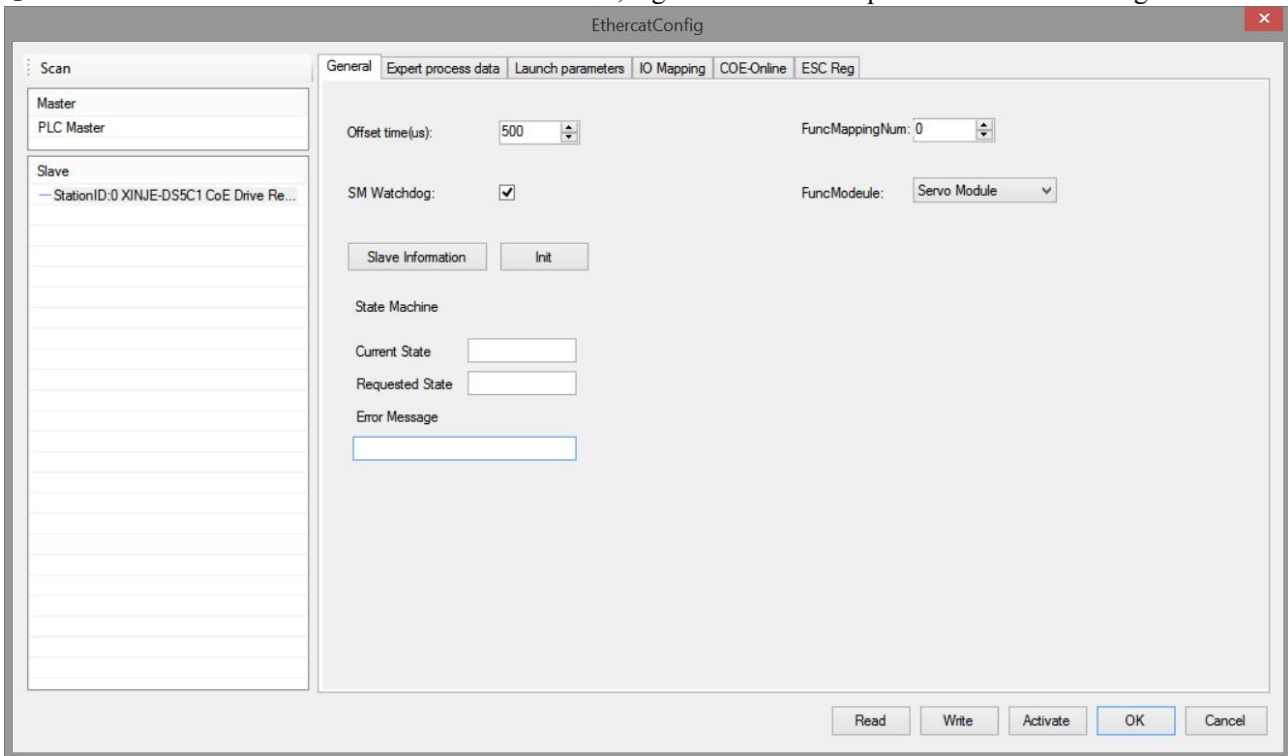 EthercatConfig
Scan
Master
PLC Master
Slave
StationID:0 XINJE-DS5C1 CoE Drive Re...
General Expert process data Launch parameters IO Mapping COE-Online ESC Reg
Offset time(us): 500 FuncMappingNum: 0
SM Watchdog: FuncModeule: Servo Module
Slave Information Init
State Machine
Current State
Requested State
Error Message
Read Write Activate OK Cancel